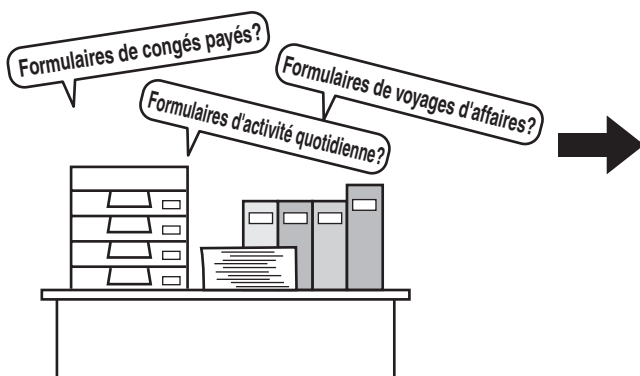 Formulaires de congés payés?
Formulaires de voyages d'affaires?
Formulaires d'activité quotidienne?